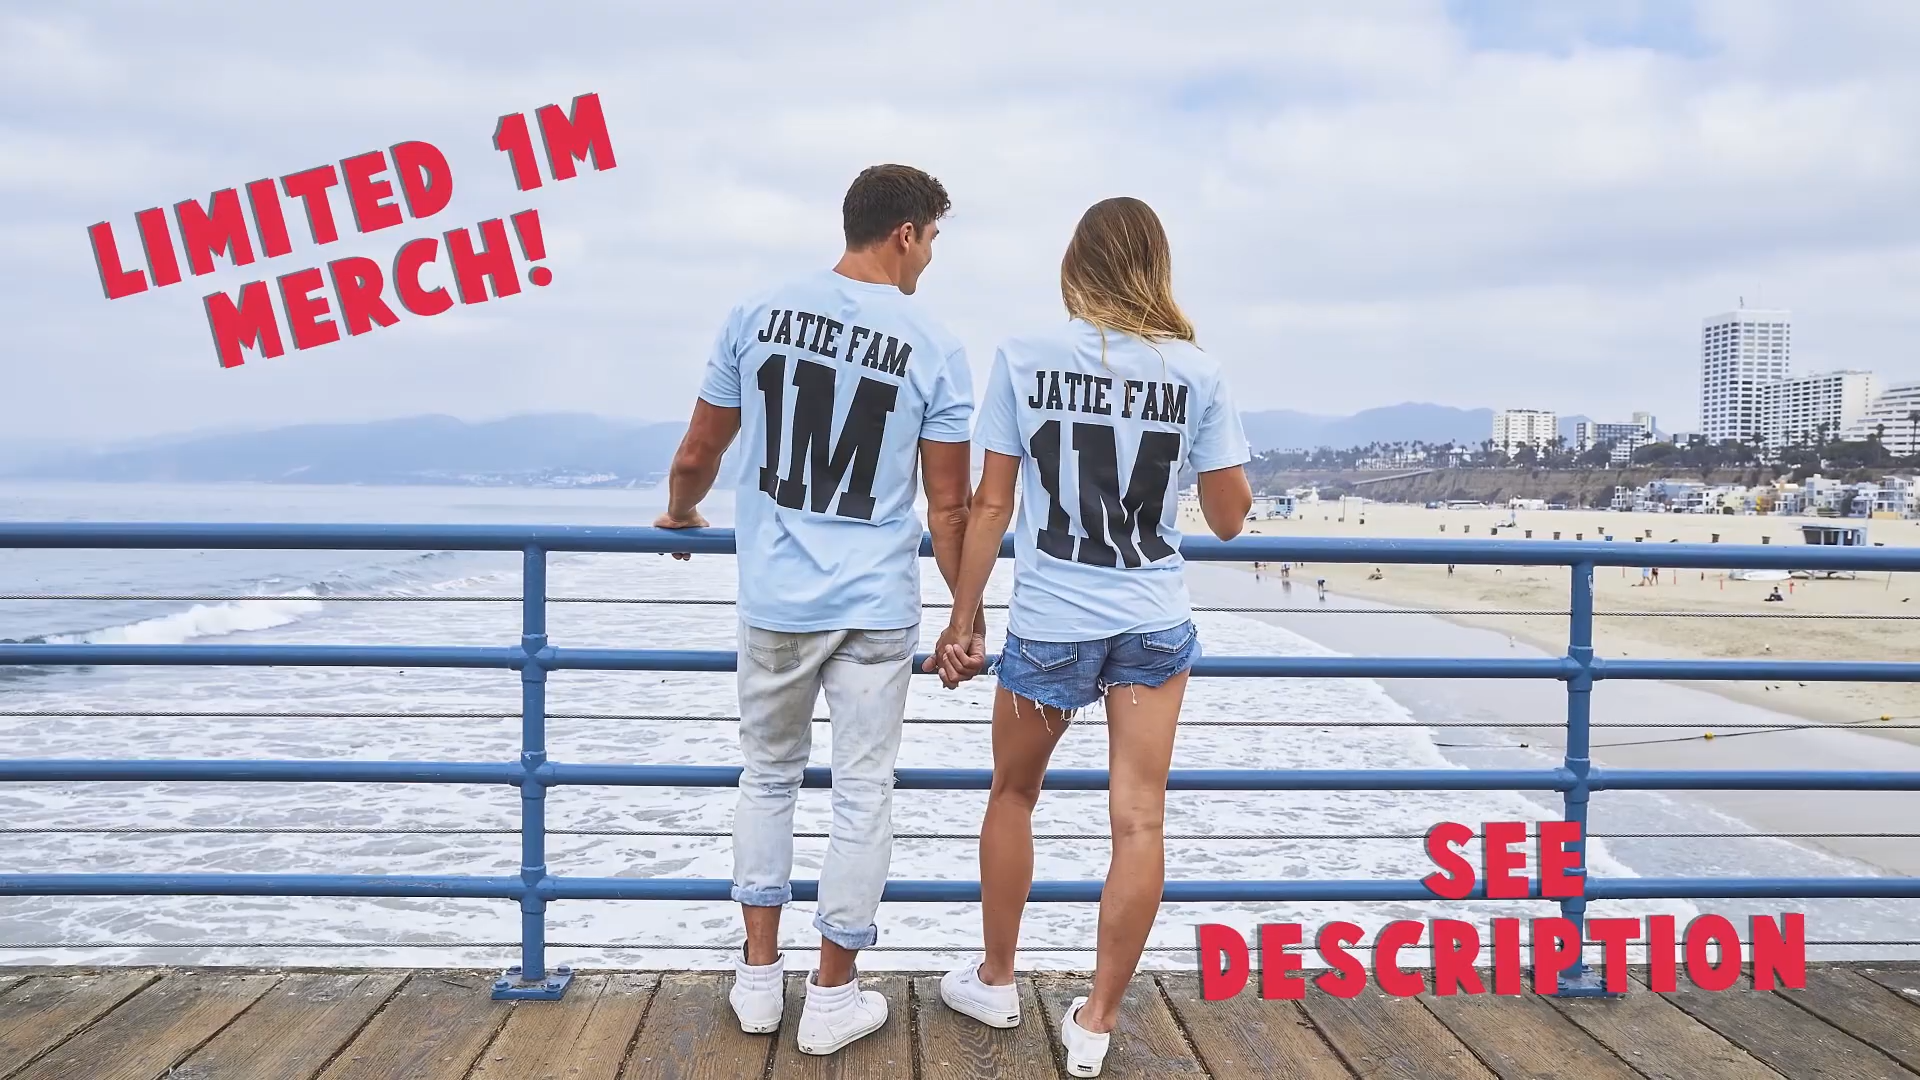 LIMITED 1M
MERCH!
JATIE FAM
1M
JATIE FAM
1M
SEE
DESCRIPTION